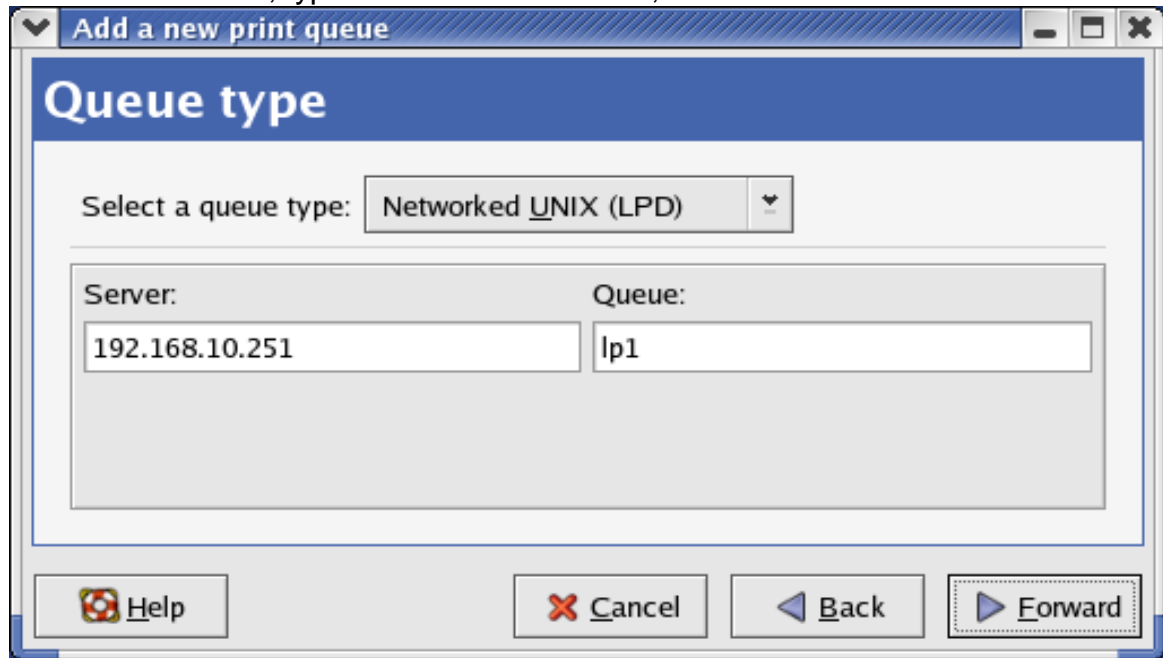 Add a new print queue
Queue type
Select a queue type: Networked UNIX (LPD)
Server: Queue:
192.168.10.251 lp1
Help Cancel Back Forward